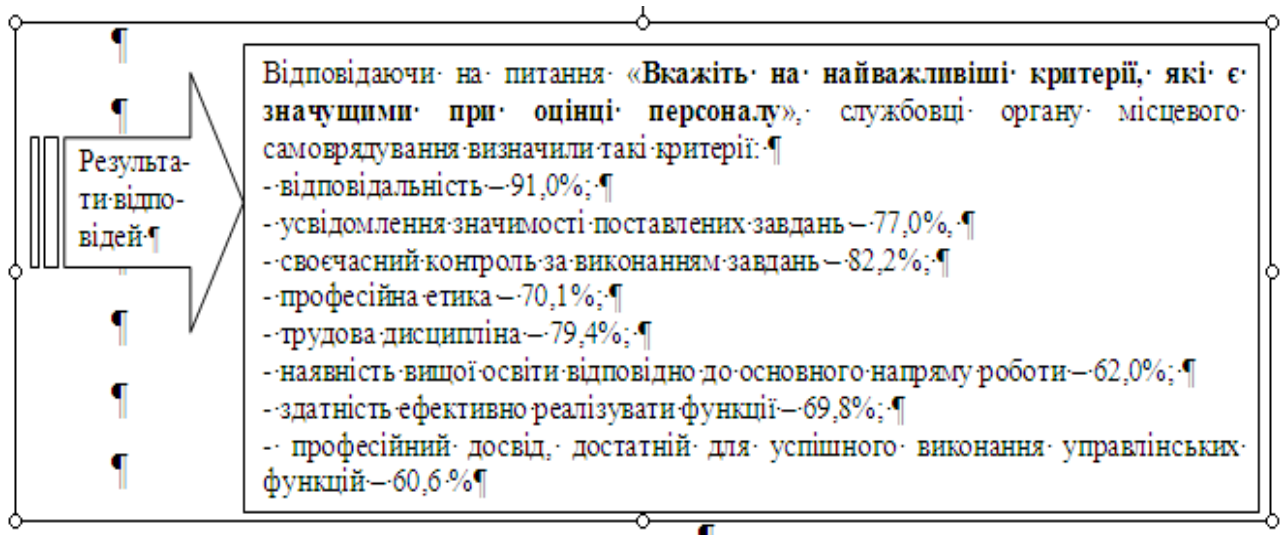 Результа-
ти відпо-
відей
Відповідаючи на питання «Вкажіть на найважливіші критерії, які є
значущими при оцінці персоналу», службовці органу місцевого
самоврядування визначили такі критерії:
- відповідальність – 91,0%;
- усвідомлення значимості поставлених завдань – 77,0%,
- своєчасний контроль за виконанням завдань – 82,2%;
- професійна етика – 70,1%;
- трудова дисципліна – 79,4%;
- наявність вищої освіти відповідно до основного напряму роботи – 62,0%;
- здатність ефективно реалізувати функції – 69,8%;
- професійний досвід, достатній для успішного виконання управлінських
функцій – 60,6 %